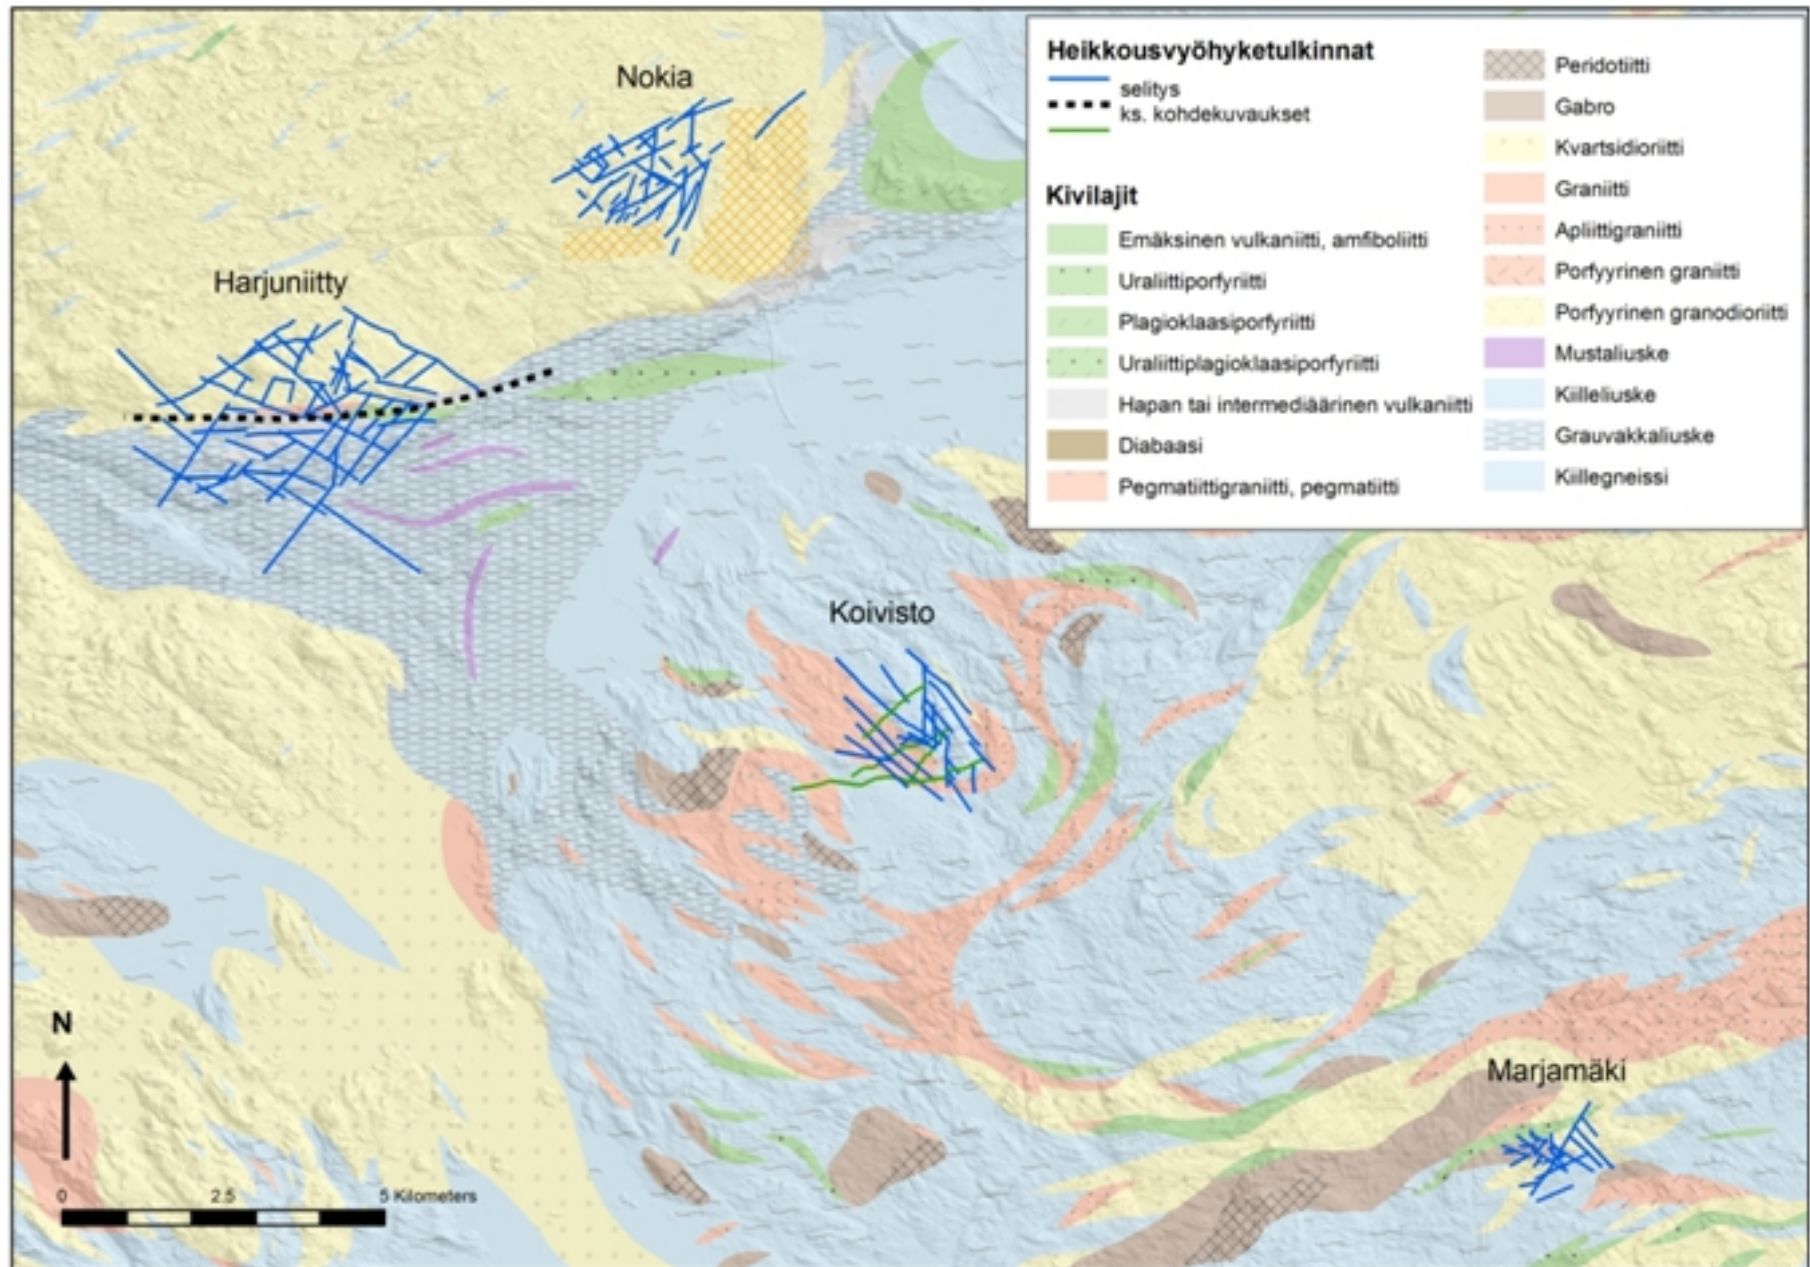 Nokia
Harjuniitty
Koivisto
Marjamäki
Heikkousvyöhyketulkinnat
selitys
ks. kohdekuvaukset
Kivilajit
Emäksinen vulkaniitti, amfiboliitti
Uraliittiporfyriitti
Plagioklaasiporfyriitti
Uraliittiplagioklaasiporfyriitti
Hapan tai intermediäärinen vulkaniitti
Diabaasi
Pegmatiittigraniitti, pegmatiitti
Peridotiitti
Gabro
Kvartsidioriitti
Graniitti
Apliittigraniitti
Porfyyrinen graniitti
Porfyyrinen granodioriitti
Mustaliuske
Kiilleliuske
Grauvakkaliuske
Kiillegneissi
N
0 2.5 5 Kilometers